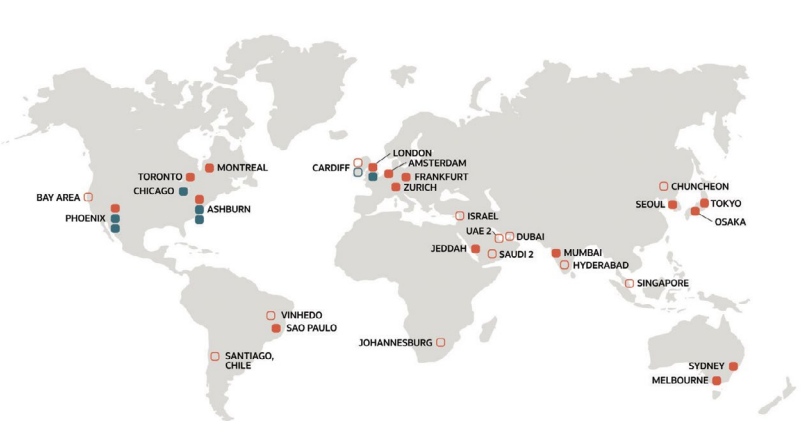 LONDON
CARDIFF
AMSTERDAM
MONTREAL
TORONTO
FRANKFURT
CHICAGO
ZURICH
CHUNCHEON
BAY AREA
SEOUL
TOKYO
ASHBURN
PHOENIX
ISRAEL
OSAKA
UAE 2
DUBAI
JEDDAH
SAUDI 2
MUMBAI
HYDERABAD
SINGAPORE
VINHEDO
SAO PAULO
JOHANNESBURG
SANTIAGO,
CHILE
SYDNEY
MELBOURNE